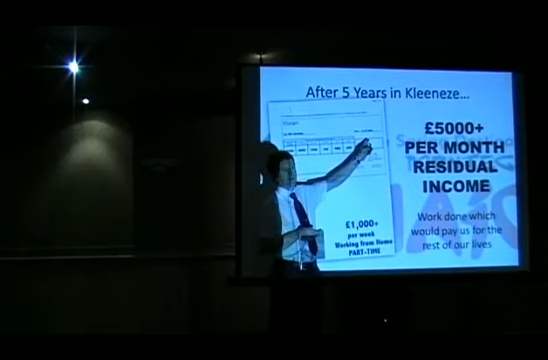 After 5 Years in Kleeneze...
£5000+
PER MONTH
RESIDUAL
INCOME
Work done which
would pay us for the
rest of our lives
£1,000+
per week
Working from Home
PART-TIME